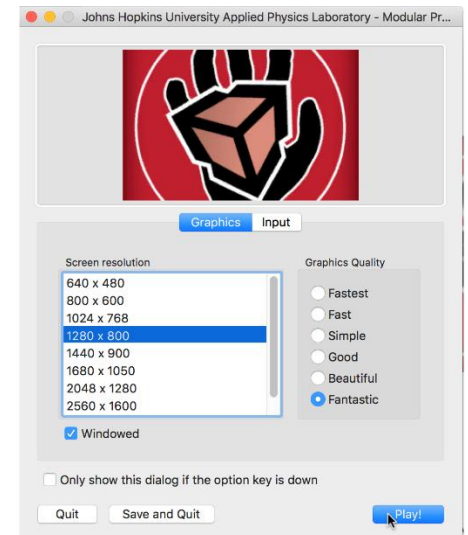 Johns Hopkins University Applied Physics Laboratory - Modular Pr...
Graphics Input
Screen resolution
640 x 480
800 x 600
1024 x 768
1280 x 800
1440 x 900
1680 x 1050
2048 x 1280
2560 x 1600
Windowed
Graphics Quality
Fastest
Fast
Simple
Good
Beautiful
Fantastic
Only show this dialog if the option key is down
Quit Save and Quit Play!